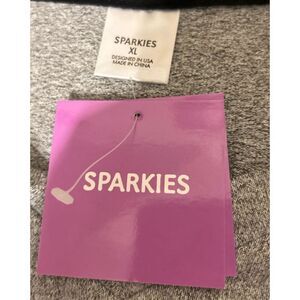 SPARKIES
XL
DESIGNED IN USA
MADE IN CHINA
SPARKIES